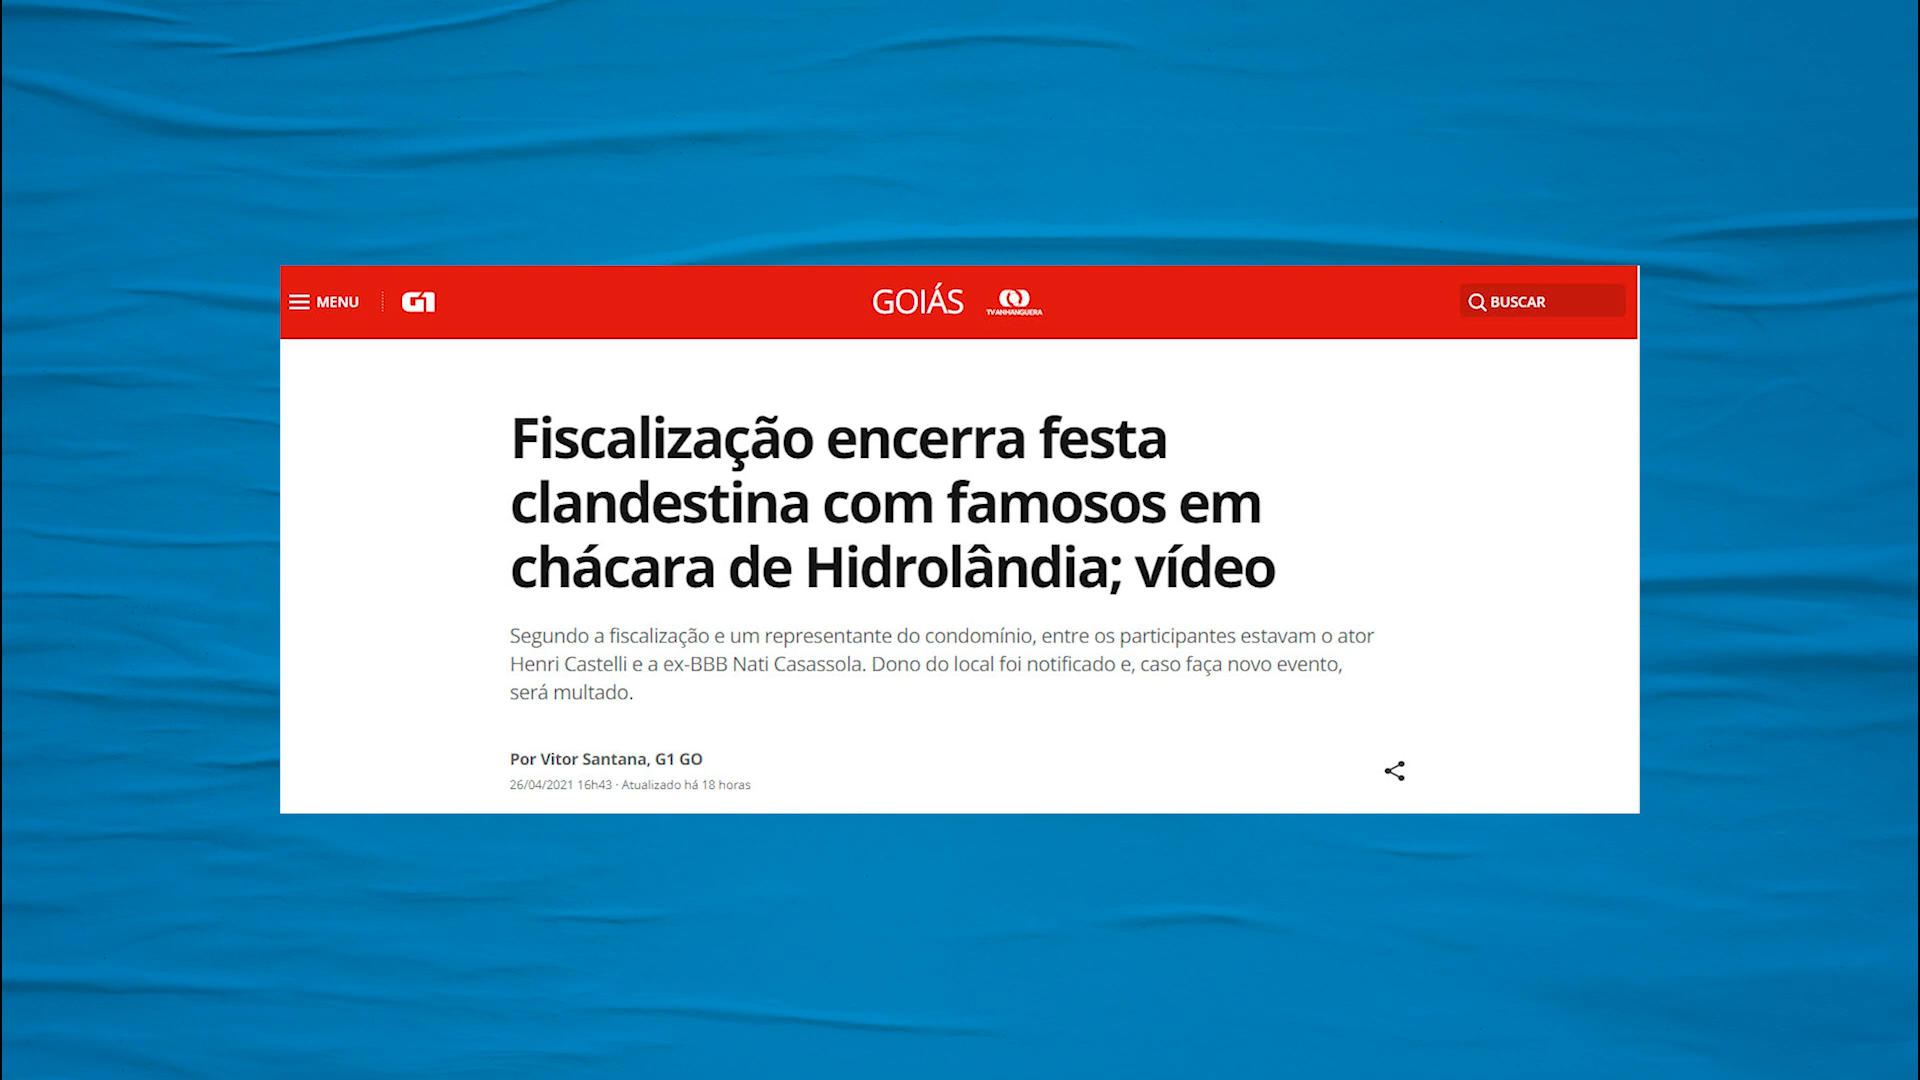 MENU
G1
GOIÁS
TV ANHANGUERA
BUSCAR
Fiscalização encerra festa
clandestina com famosos em
chácara de Hidrolândia; vídeo
Segundo a fiscalização e um representante do condomínio, entre os participantes estavam o ator
Henri Castelli e a ex-BBB Nati Casassola. Dono do local foi notificado e, caso faça novo evento,
será multado.
Por Vitor Santana, G1 GO
26/04/2021 16h43 · Atualizado há 18 horas